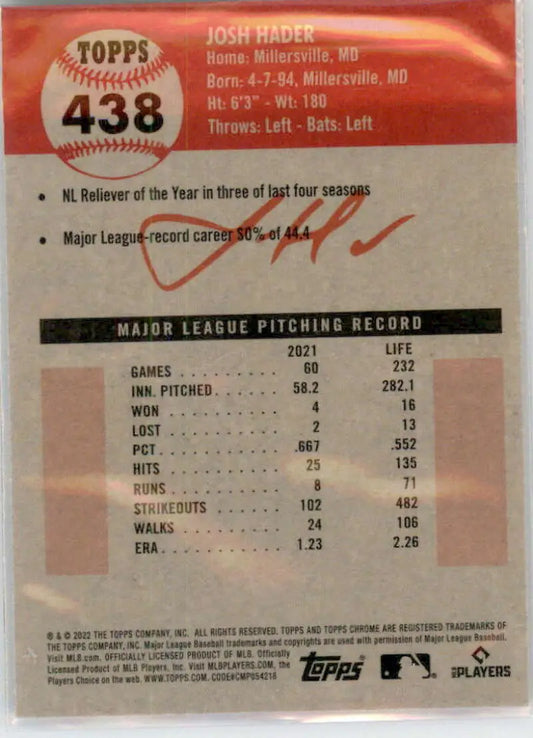 TOPPS
438
JOSH HADER
Home: Millersville, MD
Born: 4-7-94, Millersville, MD
Ht: 6'3" - Wt: 180
Throws: Left - Bats: Left
• NL Reliever of the Year in three of last four seasons
• Major League-record career SO% of 44.4
MAJOR LEAGUE PITCHING RECORD
2021 LIFE
GAMES . . . . . . . . . 60 232
INN. PITCHED . . . . . . 58.2 282.1
WON . . . . . . . . . . 4 16
LOST . . . . . . . . . . 2 13
PCT. . . . . . . . . . . .667 .552
HITS . . . . . . . . . . 25 135
RUNS . . . . . . . . . . 8 71
STRIKEOUTS . . . . . . 102 482
WALKS . . . . . . . . . 24 106
ERA . . . . . . . . . . . 1.23 2.26
® & © 2022 THE TOPPS COMPANY, INC. ALL RIGHTS RESERVED. TOPPS AND TOPPS CHROME ARE REGISTERED TRADEMARKS OF
THE TOPPS COMPANY, INC. Major League Baseball trademarks and copyrights are used with permission of Major League Baseball.
Visit MLB.com. OFFICIALLY LICENSED PRODUCT OF MLB. Officially
Licensed Product of MLB Players, Inc. Visit MLBPLAYERS.COM, the
Players Choice on the web. WWW.TOPPS.COM. CODE#CMP054218
topps
PLAYERS